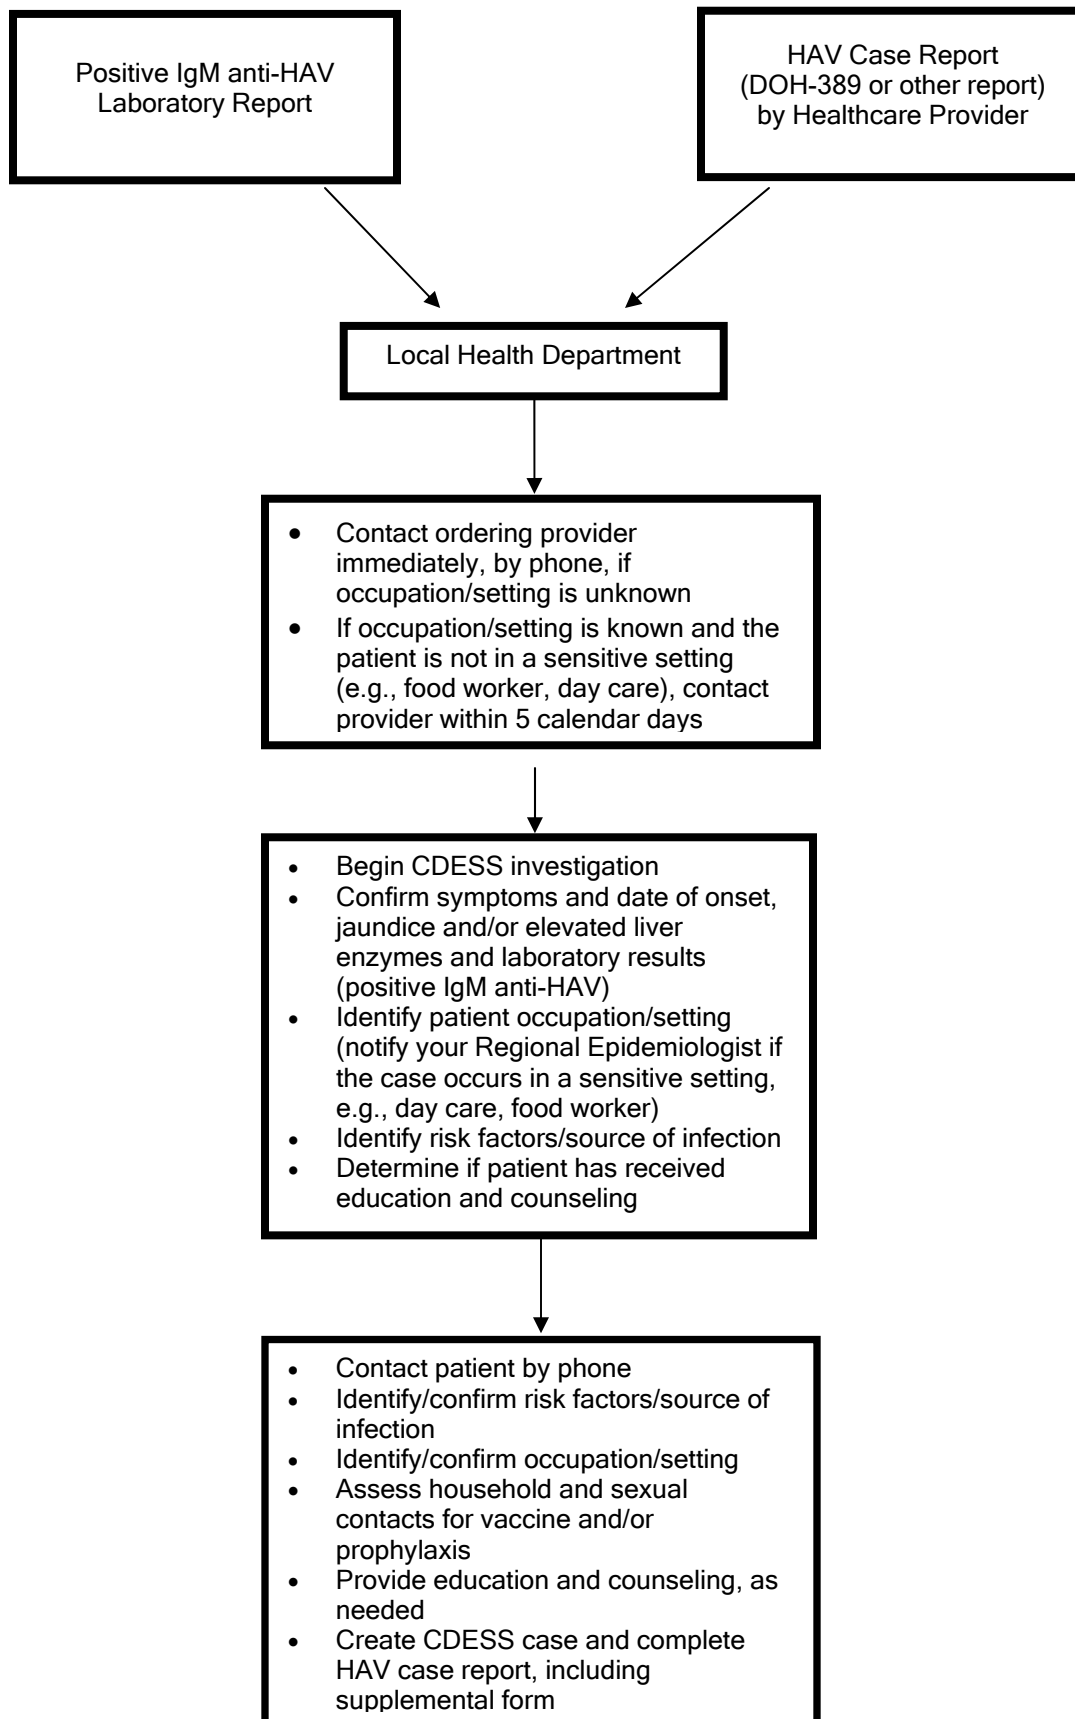 Positive IgM anti-HAV
Laboratory Report
HAV Case Report
(DOH-389 or other report)
by Healthcare Provider
Local Health Department
• Contact ordering provider
immediately, by phone, if
occupation/setting is unknown
• If occupation/setting is known and the
patient is not in a sensitive setting
(e.g., food worker, day care), contact
provider within 5 calendar days
• Begin CDESS investigation
• Confirm symptoms and date of onset,
jaundice and/or elevated liver
enzymes and laboratory results
(positive IgM anti-HAV)
• Identify patient occupation/setting
(notify your Regional Epidemiologist if
the case occurs in a sensitive setting,
e.g., day care, food worker)
• Identify risk factors/source of infection
• Determine if patient has received
education and counseling
• Contact patient by phone
• Identify/confirm risk factors/source of
infection
• Identify/confirm occupation/setting
• Assess household and sexual
contacts for vaccine and/or
prophylaxis
• Provide education and counseling, as
needed
• Create CDESS case and complete
HAV case report, including
supplemental form